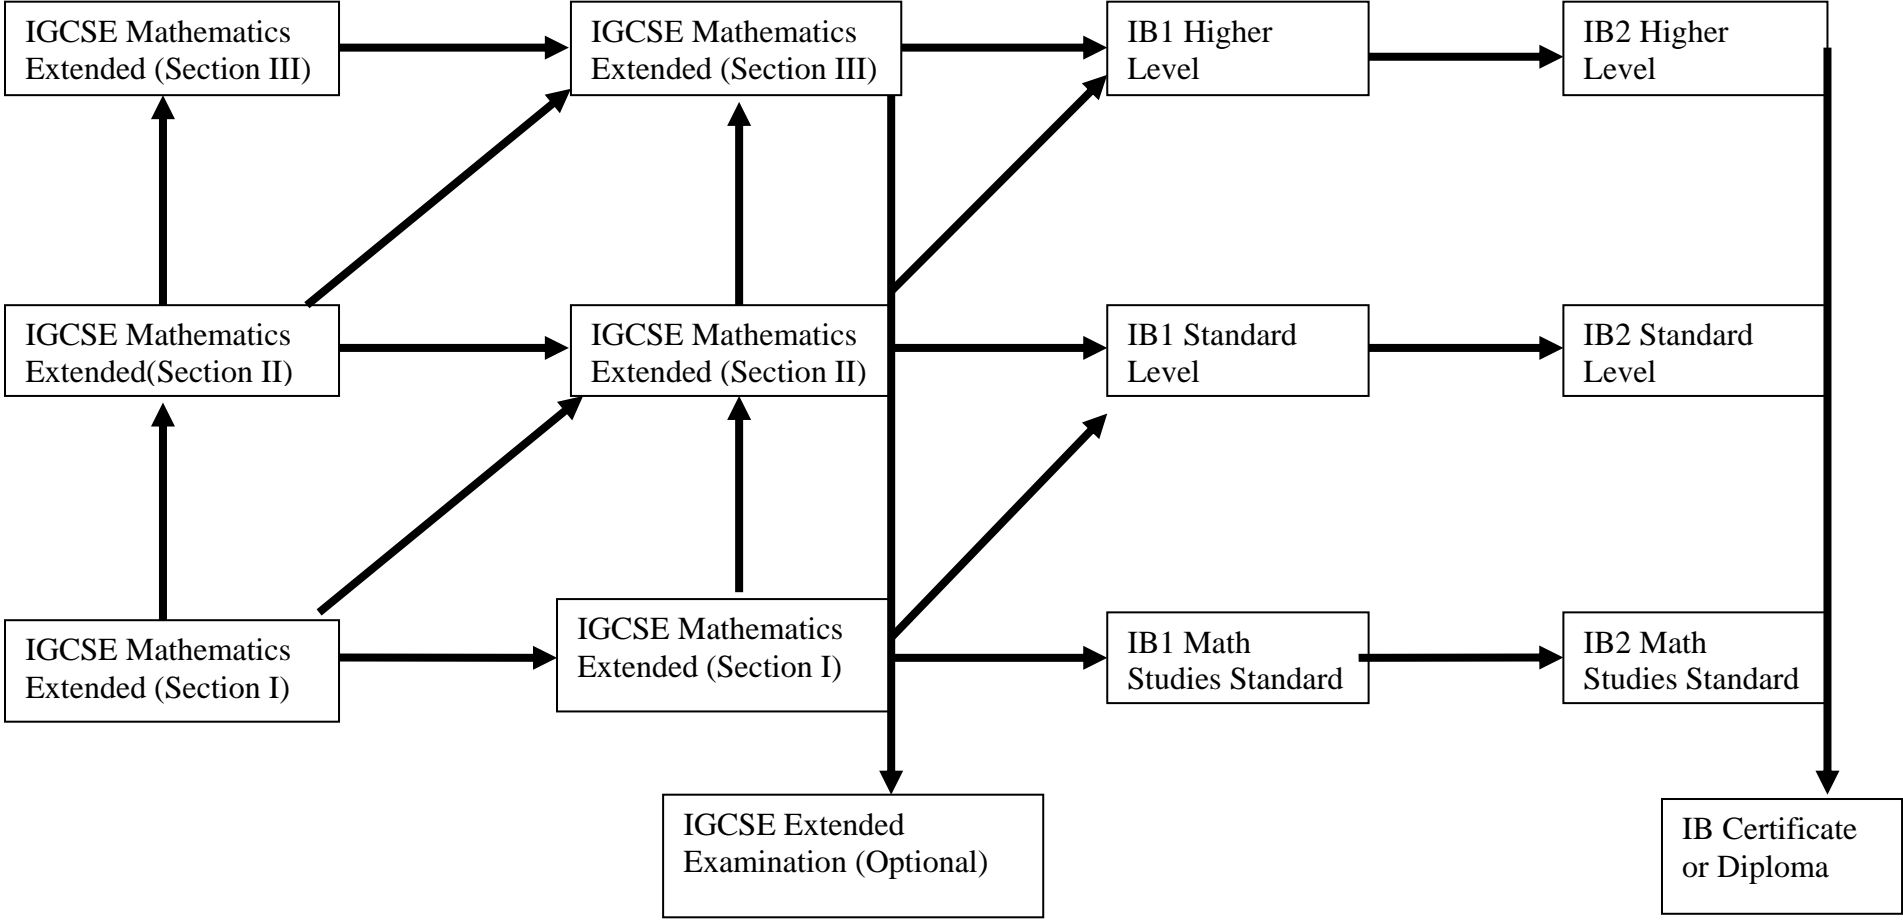 IGCSE Mathematics
Extended (Section III)
IGCSE Mathematics
Extended (Section III)
IB1 Higher
Level
IB2 Higher
Level
IGCSE Mathematics
Extended(Section II)
IGCSE Mathematics
Extended (Section II)
IB1 Standard
Level
IB2 Standard
Level
IGCSE Mathematics
Extended (Section I)
IGCSE Mathematics
Extended (Section I)
IB1 Math
Studies Standard
IB2 Math
Studies Standard
IGCSE Extended
Examination (Optional)
IB Certificate
or Diploma